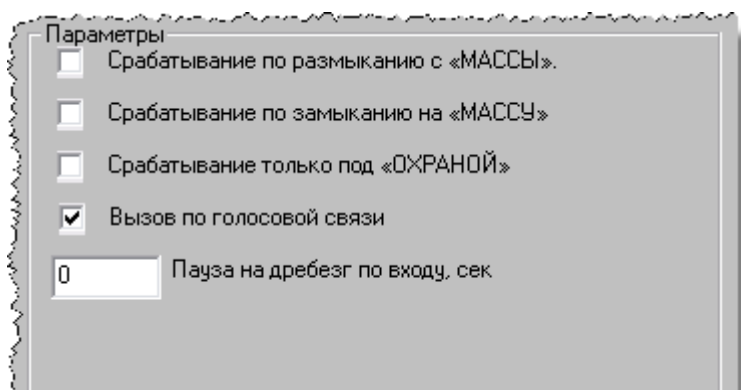 Параметры
Срабатывание по размыканию с «МАССЫ».
Срабатывание по замыканию на «МАССУ»
Срабатывание только под «ОХРАНОЙ»
Вызов по голосовой связи
0 Пауза на дребезг по входу, сек